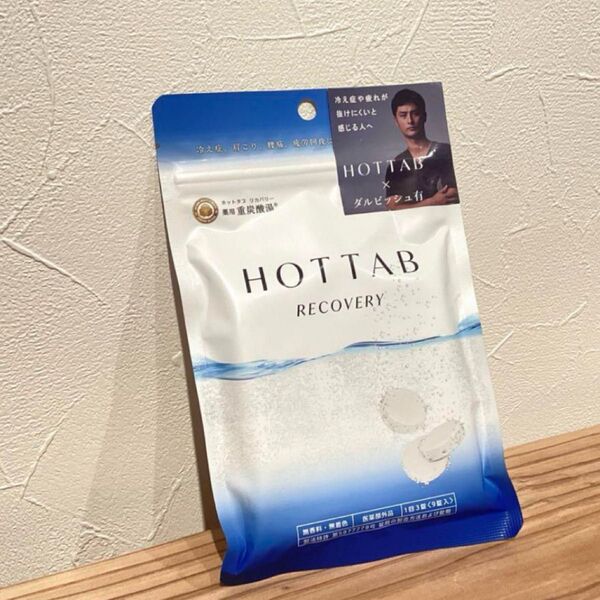 冷え症や疲れが
抜けにくいと
感じる人へ
HOTTAB
×
ダルビッシュ有
冷え症、肩こり、腰痛、疲労回復に
ホットタブ リカバリー
薬用 重炭酸湯®
HOT TAB
RECOVERY
無香料・無着色
医薬部外品
1回3錠〈9錠入〉